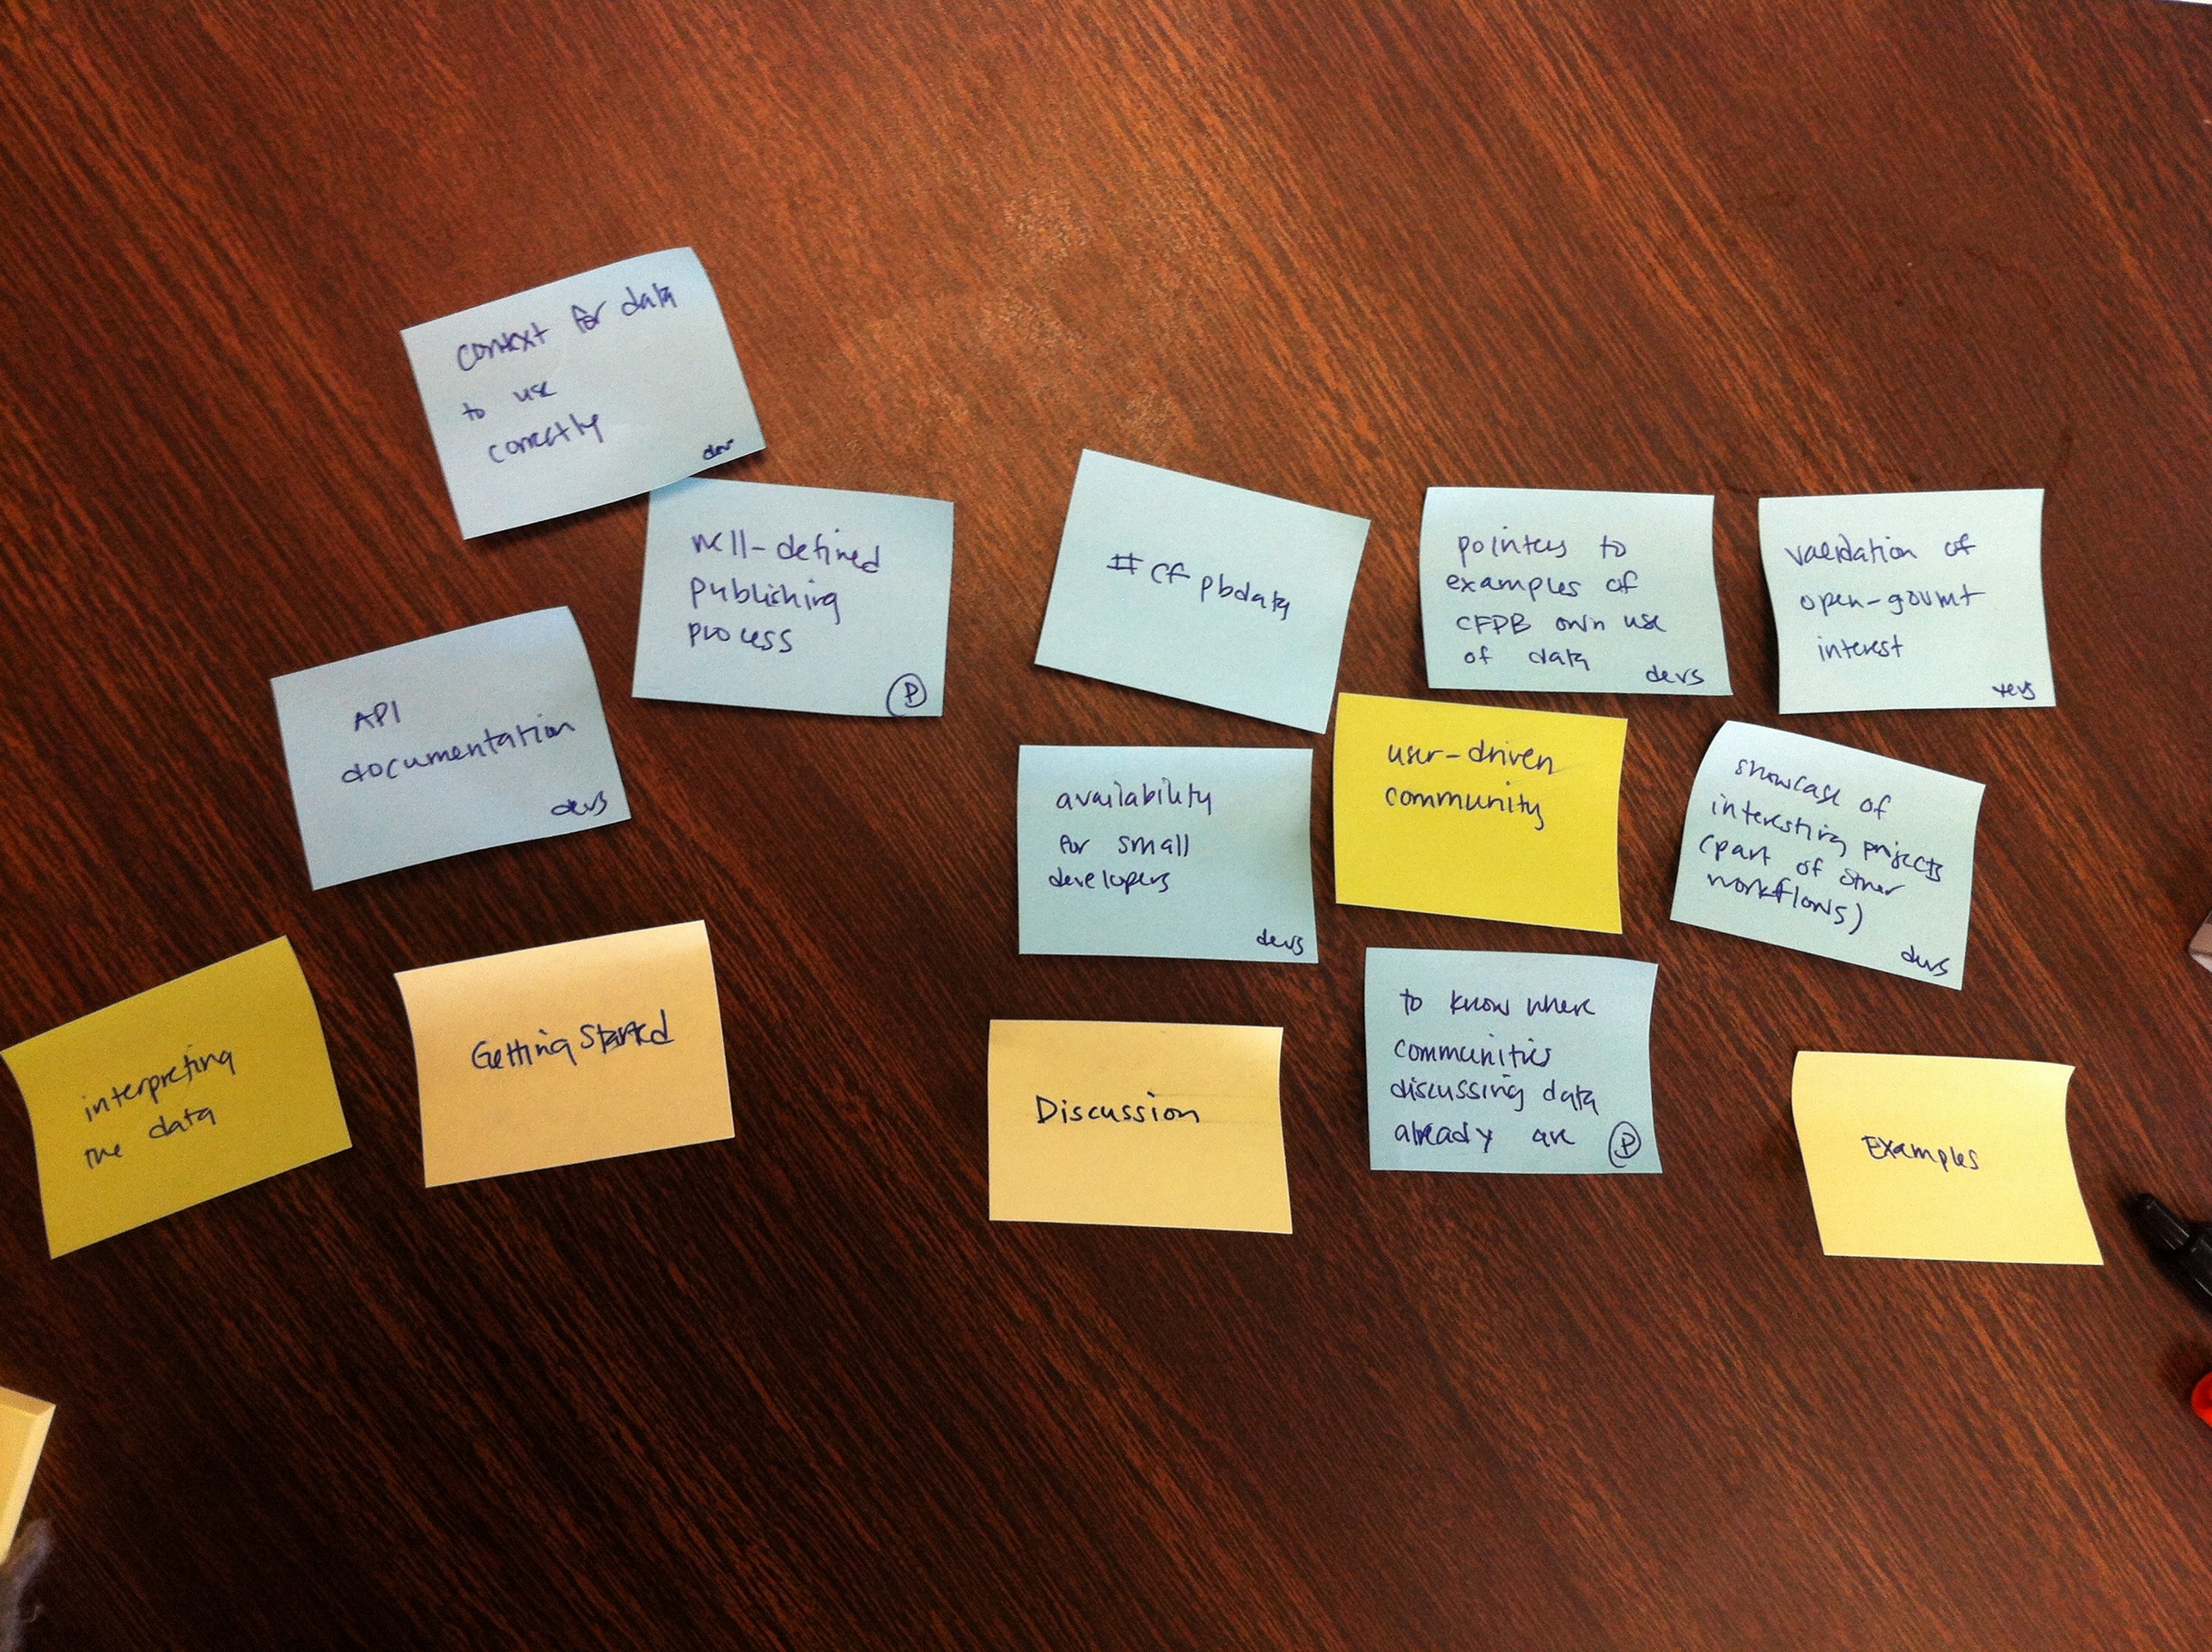 context for data
to use
correctly
dev
well-defined
publishing
process
P
API
documentation
devs
interpreting
the data
Getting Started
#cfpbdata
availability
for small
developers
devs
Discussion
pointers to
examples of
CFPB own use
of data
devs
user-driven
community
to know where
communities
discussing data
already are
P
validation of
open-govmt
interest
devs
showcase of
interesting projects
(part of other
workflows)
devs
Examples